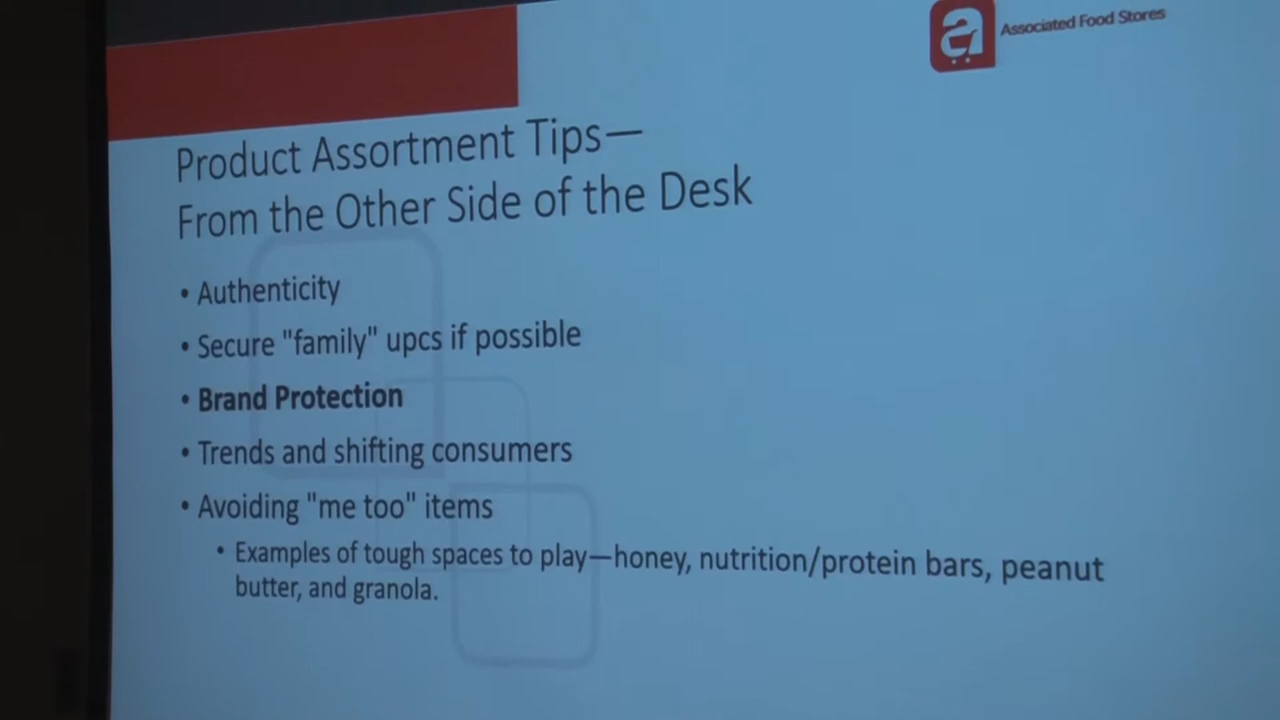 Associated Food Stores
Product Assortment Tips—
From the Other Side of the Desk
• Authenticity
• Secure "family" upcs if possible
• Brand Protection
• Trends and shifting consumers
• Avoiding "me too" items
• Examples of tough spaces to play—honey, nutrition/protein bars, peanut
butter, and granola.